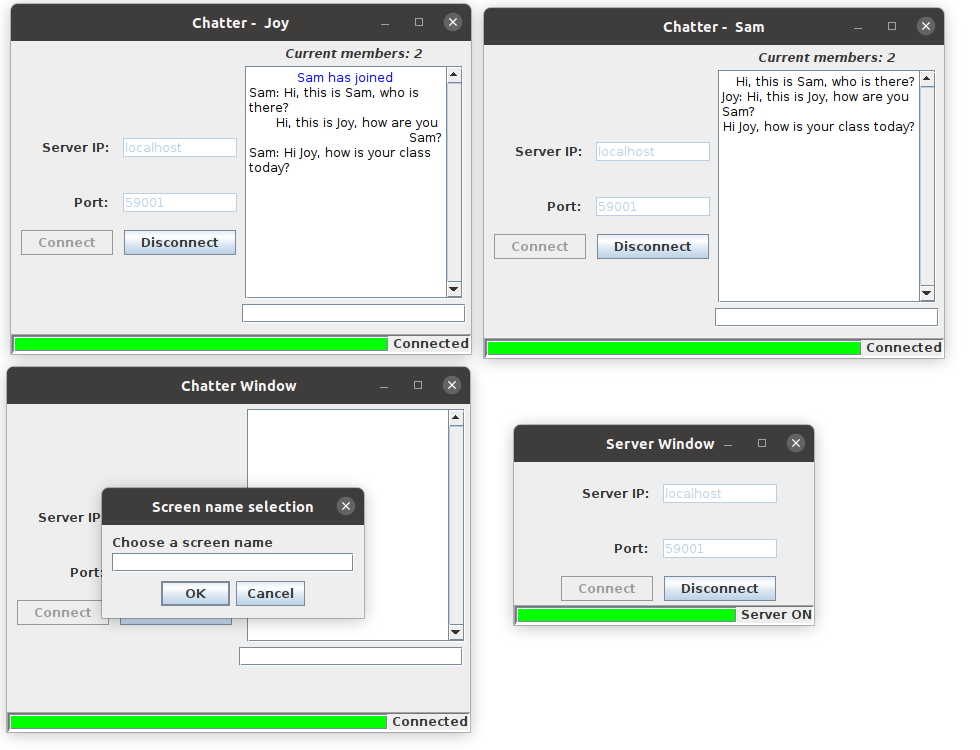 Chatter - Joy
Current members: 2
Sam has joined
Sam: Hi, this is Sam, who is
there?
Hi, this is Joy, how are you
Sam?
Sam: Hi Joy, how is your class
today?
Server IP:
localhost
Port:
59001
Connect
Disconnect
Connected
Chatter - Sam
Current members: 2
Hi, this is Sam, who is there?
Joy: Hi, this is Joy, how are you
Sam?
Hi Joy, how is your class today?
Server IP:
localhost
Port:
59001
Connect
Disconnect
Connected
Chatter Window
Server IP
Port:
Connect
Screen name selection
Choose a screen name
OK
Cancel
Connected
Server Window
Server IP:
localhost
Port:
59001
Connect
Disconnect
Server ON